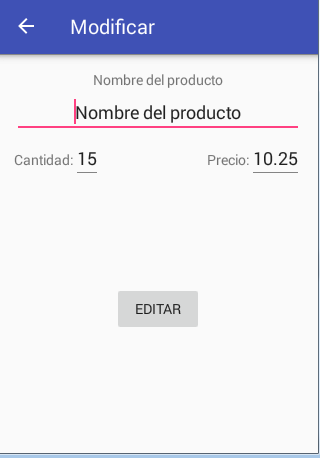 Modificar
Nombre del producto
Nombre del producto
Cantidad: 15 Precio: 10.25
EDITAR